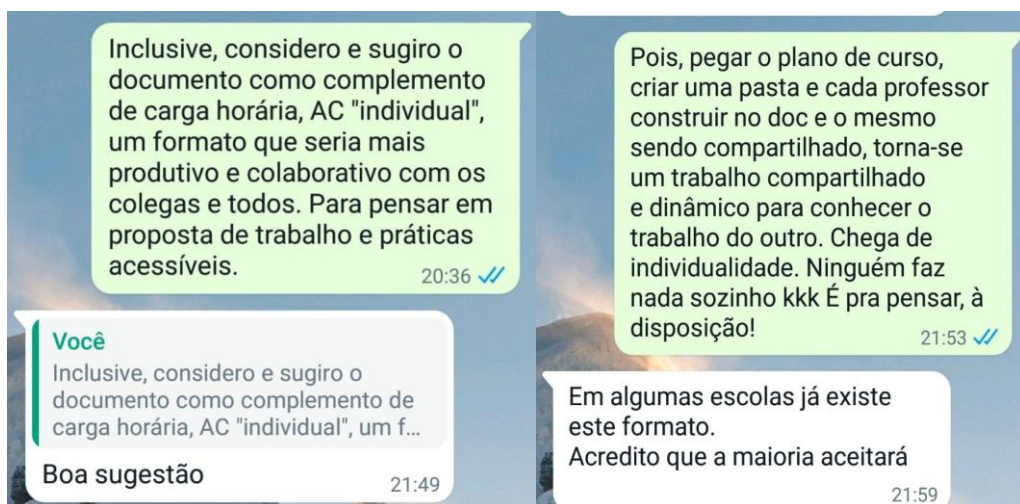 Inclusive, considero e sugiro o
documento como complemento
de carga horária, AC "individual",
um formato que seria mais
produtivo e colaborativo com os
colegas e todos. Para pensar em
proposta de trabalho e práticas
acessíveis.
20:36
Você
Inclusive, considero e sugiro o
documento como complemento de
carga horária, AC "individual", um f...
Boa sugestão
21:49
Pois, pegar o plano de curso,
criar uma pasta e cada professor
construir no doc e o mesmo
sendo compartilhado, torna-se
um trabalho compartilhado
e dinâmico para conhecer o
trabalho do outro. Chega de
individualidade. Ninguém faz
nada sozinho kkk É pra pensar, à
disposição!
21:53
Em algumas escolas já existe
este formato.
Acredito que a maioria aceitará
21:59